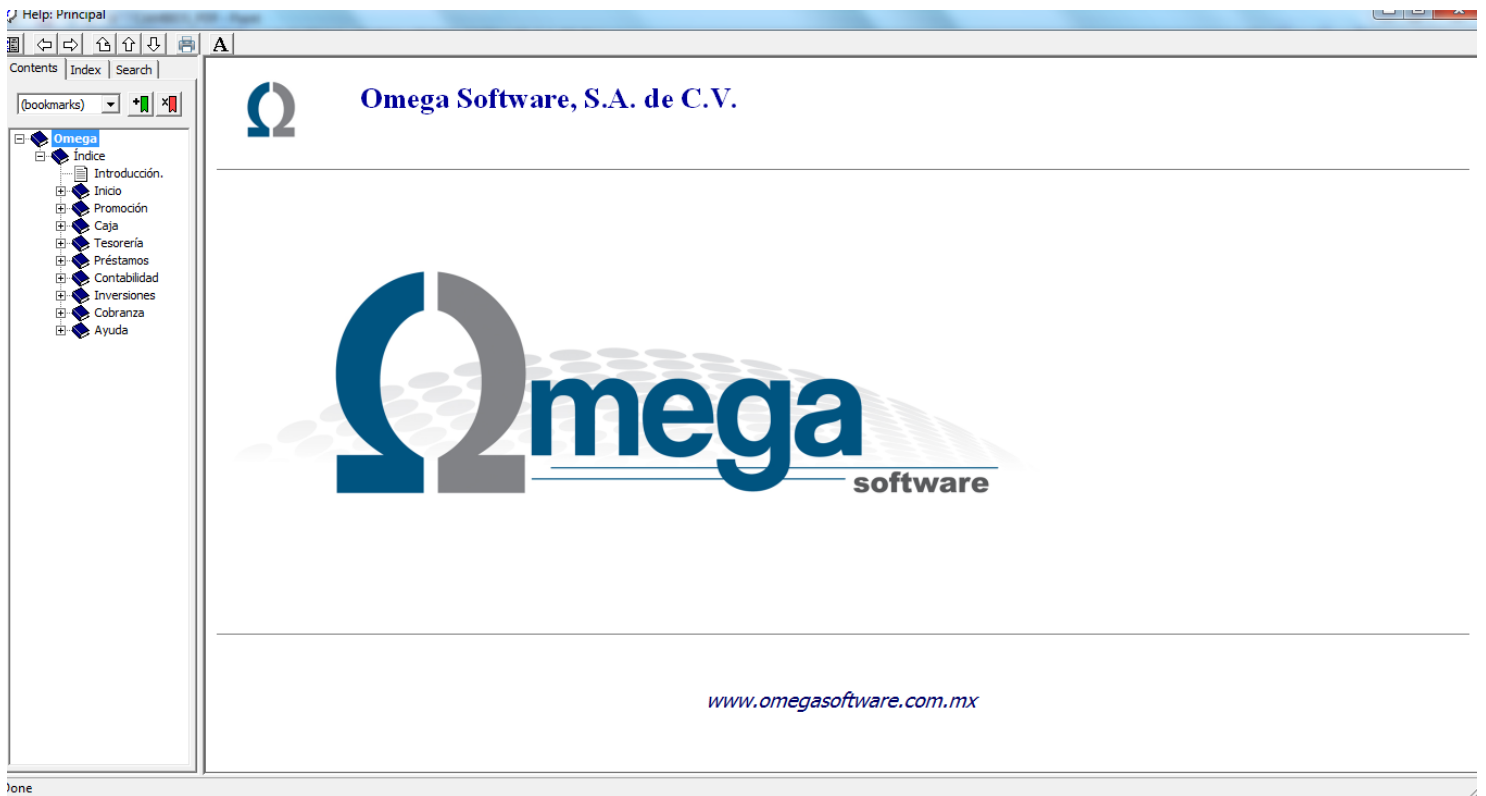 Help: Principal
A
Contents Index Search
(bookmarks)
Omega
Índice
Introducción.
Inicio
Promoción
Caja
Tesorería
Préstamos
Contabilidad
Inversiones
Cobranza
Ayuda
Omega Software, S.A. de C.V.
Ωmega
software
www.omegasoftware.com.mx
Done